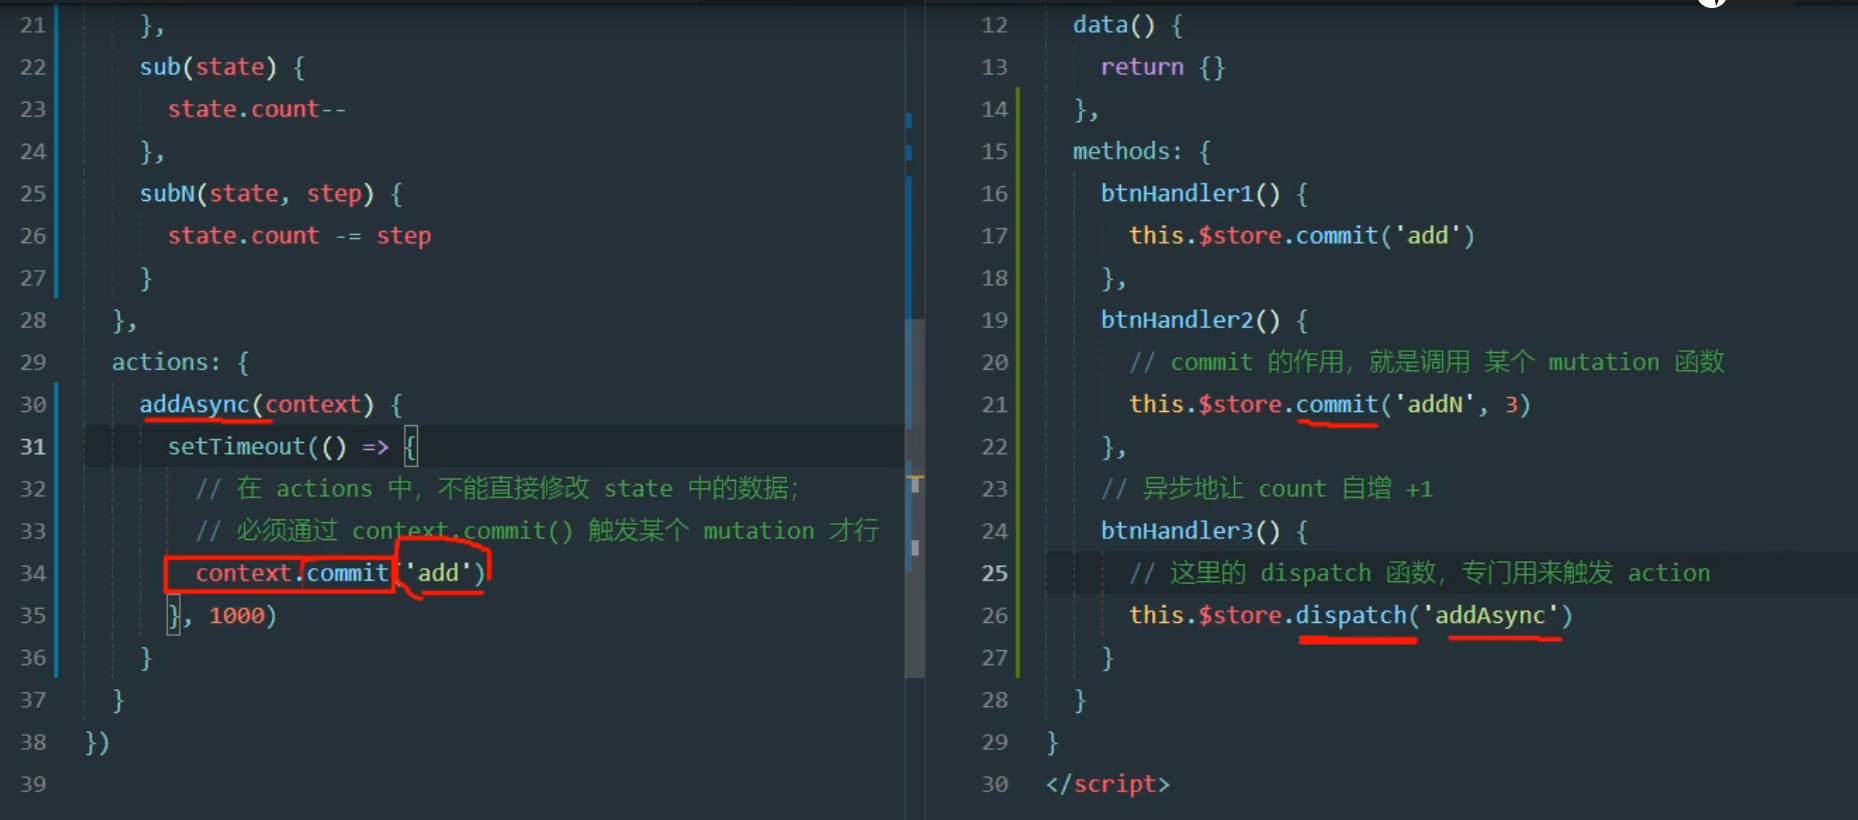 21 },
22 sub(state) {
23 state.count--
24 },
25 subN(state, step) {
26 state.count -= step
27 }
28 },
29 actions: {
30 addAsync(context) {
31 setTimeout(() => {
32 // 在 actions 中，不能直接修改 state 中的数据；
33 // 必须通过 context.commit() 触发某个 mutation 才行
34 context.commit('add')
35 }, 1000)
36 }
37 }
38 })
39
12 data() {
13 return {}
14 },
15 methods: {
16 btnHandler1() {
17 this.$store.commit('add')
18 },
19 btnHandler2() {
20 // commit 的作用，就是调用 某个 mutation 函数
21 this.$store.commit('addN', 3)
22 },
23 // 异步地让 count 自增 +1
24 btnHandler3() {
25 // 这里的 dispatch 函数，专门用来触发 action
26 this.$store.dispatch('addAsync')
27 }
28 }
29 }
30 </script>